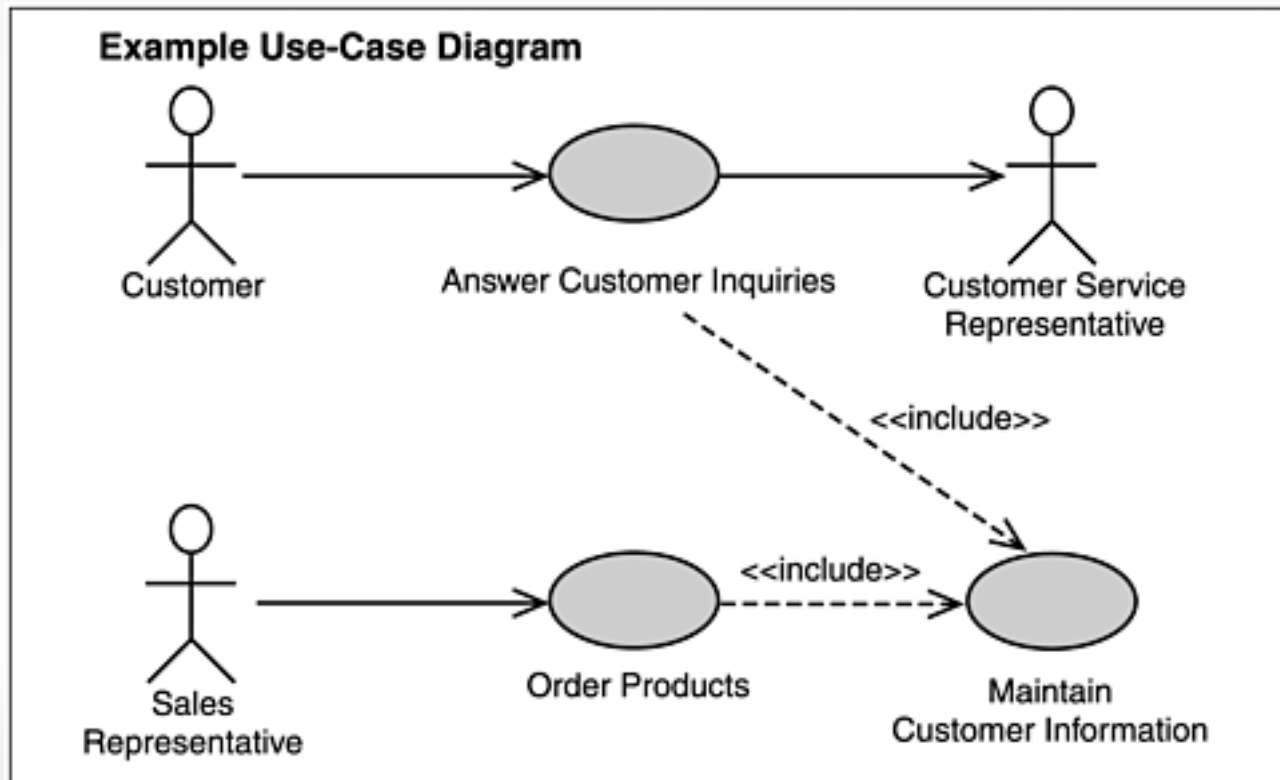 Example Use-Case Diagram
Customer
Answer Customer Inquiries
Customer Service
Representative
<<include>>
<<include>>
Sales
Representative
Order Products
Maintain
Customer Information